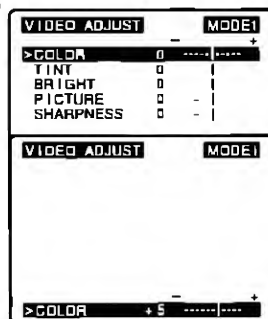 VIDEO ADJUST MODE1
− +
>COLOR 0 -----|----
TINT 0 |
BRIGHT 0 |
PICTURE 0 - |
SHARPNESS 0 - |
VIDEO ADJUST MODE1
− +
>COLOR +5 ------|----